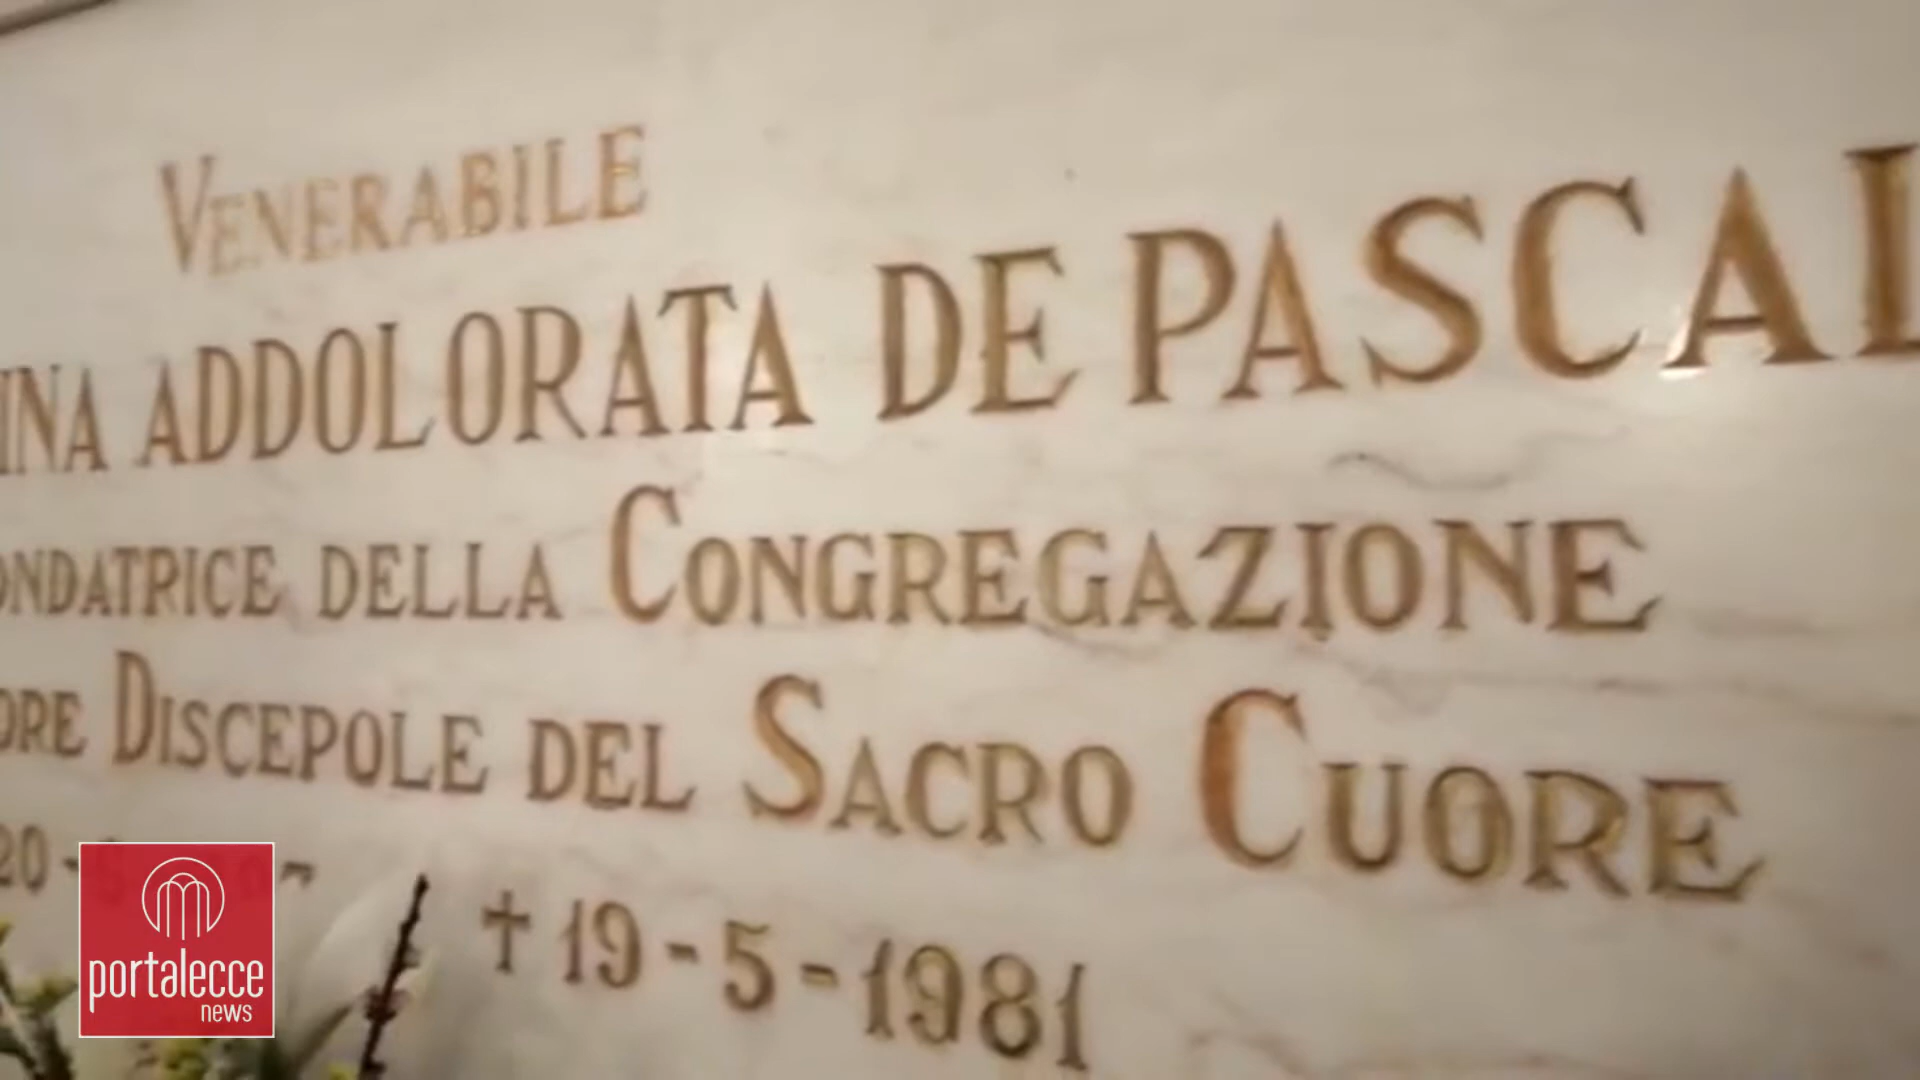 VENERABILE
INA ADDOLORATA DE PASCAL
ONDATRICE DELLA CONGREGAZIONE
ORE DISCEPOLE DEL SACRO CUORE
20 -
† 19 - 5 - 1981
portalecce
news